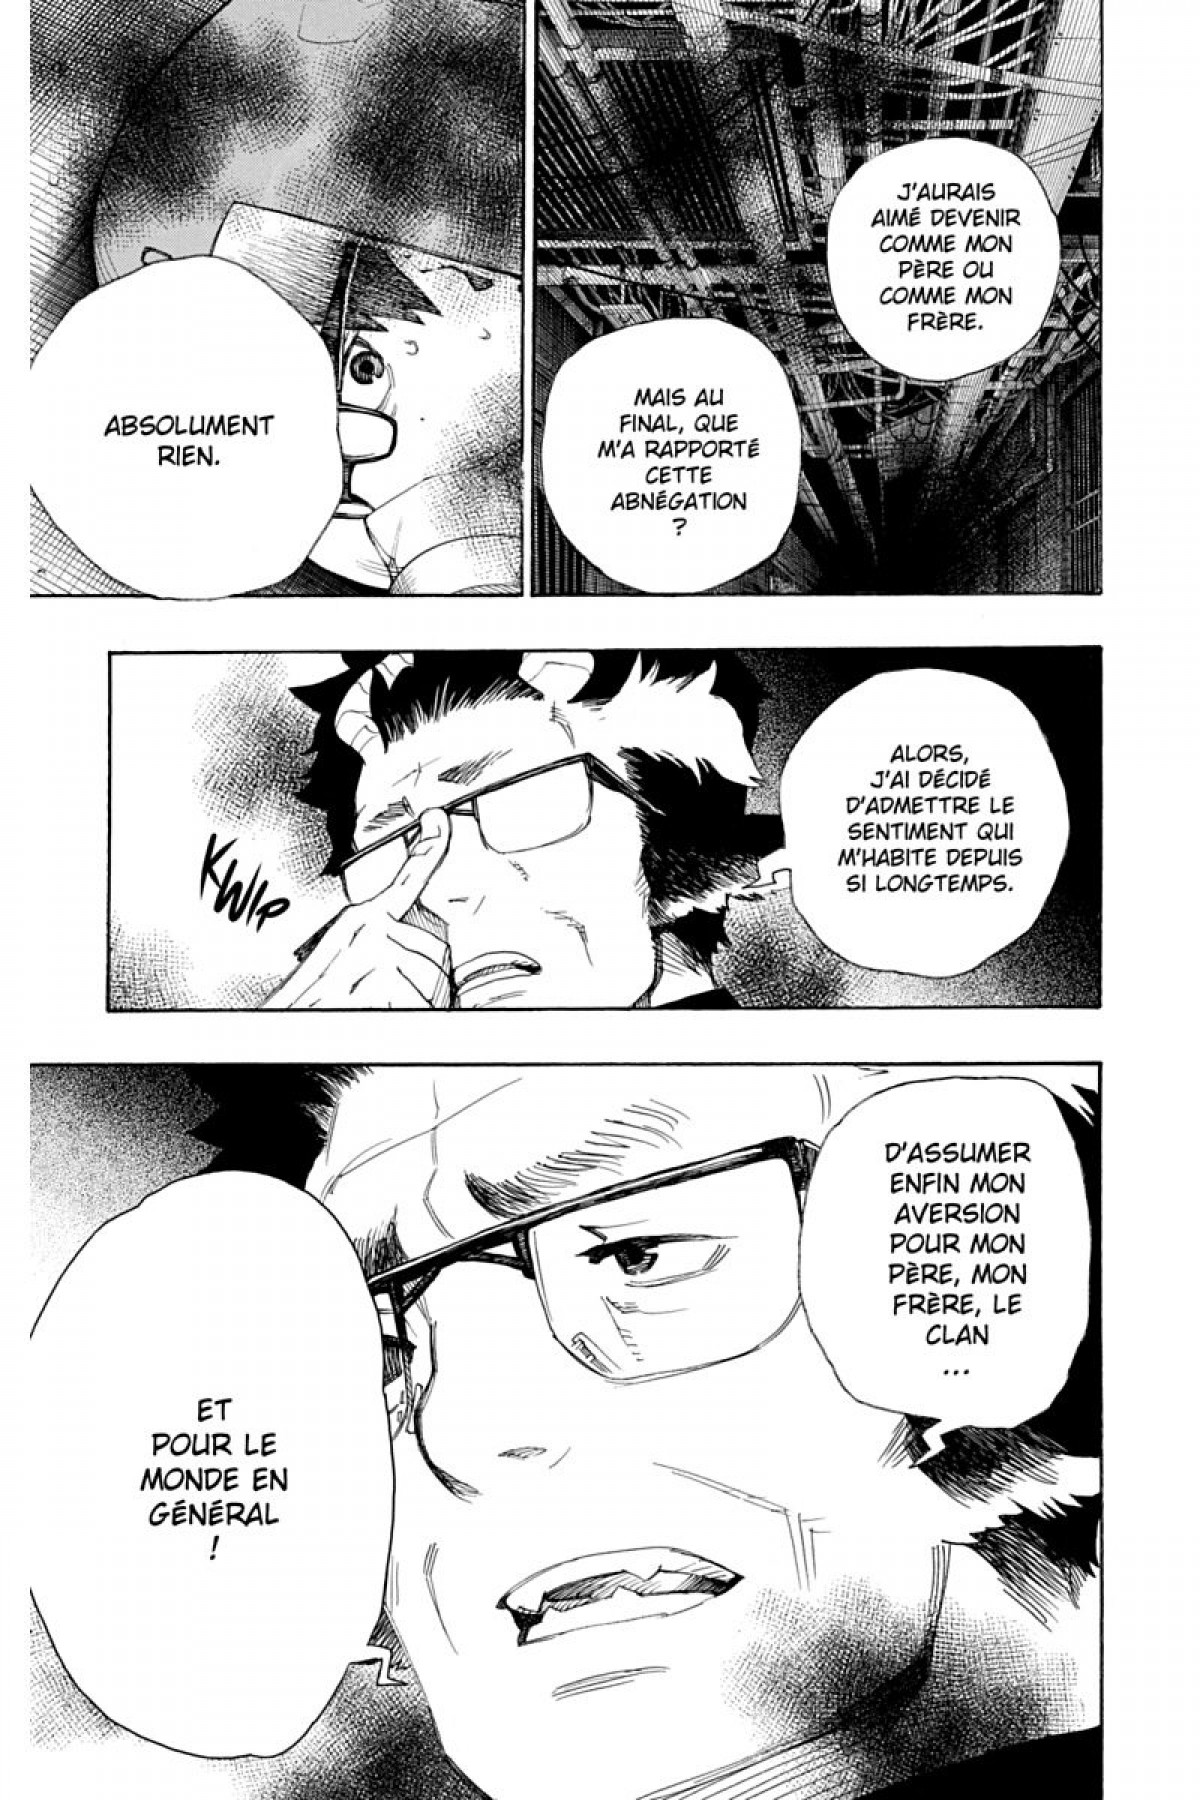 J'AURAIS
AIMÉ DEVENIR
COMME MON
PÈRE OU
COMME MON
FRÈRE.
MAIS AU
FINAL, QUE
M'A RAPPORTÉ
CETTE
ABNÉGATION
?
ABSOLUMENT
RIEN.
ALORS,
J'AI DÉCIDÉ
D'ADMETTRE LE
SENTIMENT QUI
M'HABITE DEPUIS
SI LONGTEMPS.
KWIP
D'ASSUMER
ENFIN MON
AVERSION
POUR MON
PÈRE, MON
FRÈRE, LE
CLAN
...
ET
POUR LE
MONDE EN
GÉNÉRAL
!